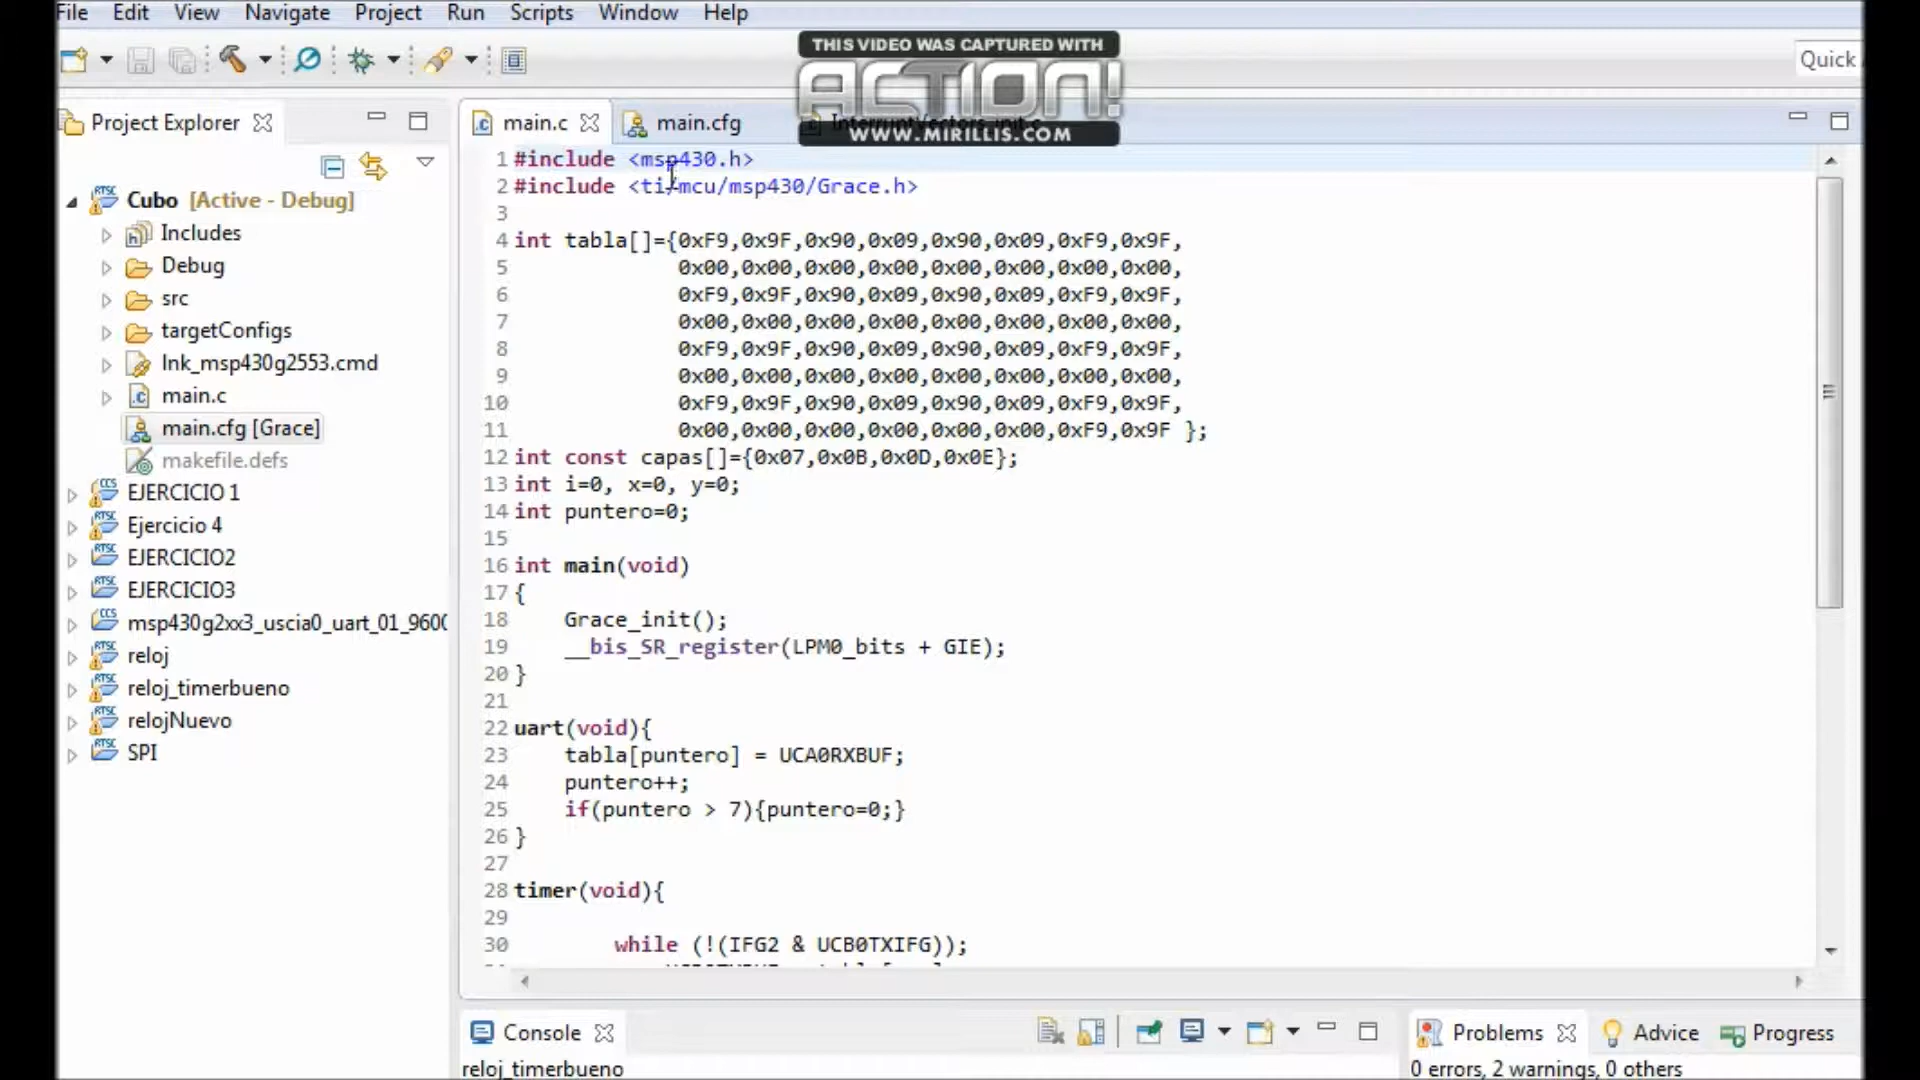 File Edit View Navigate Project Run Scripts Window Help
THIS VIDEO WAS CAPTURED WITH
ACTION!
WWW.MIRILLIS.COM
Quick
Project Explorer
main.c
main.cfg
Cubo [Active - Debug]
Includes
Debug
src
targetConfigs
lnk_msp430g2553.cmd
main.c
main.cfg [Grace]
makefile.defs
EJERCICIO 1
Ejercicio 4
EJERCICIO2
EJERCICIO3
msp430g2xx3_uscia0_uart_01_960
reloj
reloj_timerbueno
relojNuevo
SPI
1 #include <msp430.h>
2 #include <ti/mcu/msp430/Grace.h>
3
4 int tabla[]={0xF9,0x9F,0x90,0x09,0x90,0x09,0xF9,0x9F,
5 0x00,0x00,0x00,0x00,0x00,0x00,0x00,0x00,
6 0xF9,0x9F,0x90,0x09,0x90,0x09,0xF9,0x9F,
7 0x00,0x00,0x00,0x00,0x00,0x00,0x00,0x00,
8 0xF9,0x9F,0x90,0x09,0x90,0x09,0xF9,0x9F,
9 0x00,0x00,0x00,0x00,0x00,0x00,0x00,0x00,
10 0xF9,0x9F,0x90,0x09,0x90,0x09,0xF9,0x9F,
11 0x00,0x00,0x00,0x00,0x00,0x00,0xF9,0x9F };
12 int const capas[]={0x07,0x0B,0x0D,0x0E};
13 int i=0, x=0, y=0;
14 int puntero=0;
15
16 int main(void)
17 {
18 Grace_init();
19 __bis_SR_register(LPM0_bits + GIE);
20 }
21
22 uart(void){
23 tabla[puntero] = UCA0RXBUF;
24 puntero++;
25 if(puntero > 7){puntero=0;}
26 }
27
28 timer(void){
29
30 while (!(IFG2 & UCB0TXIFG));
Console
reloj_timerbueno
Problems Advice Progress
0 errors, 2 warnings, 0 others